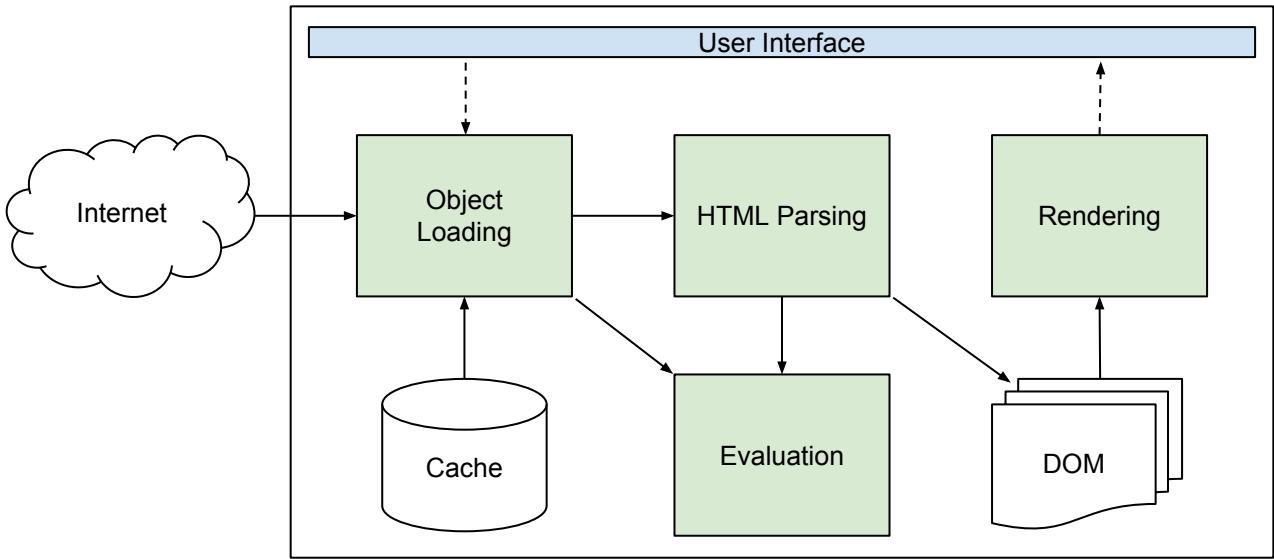 User Interface
Internet
Object
Loading
HTML Parsing
Rendering
Cache
Evaluation
DOM